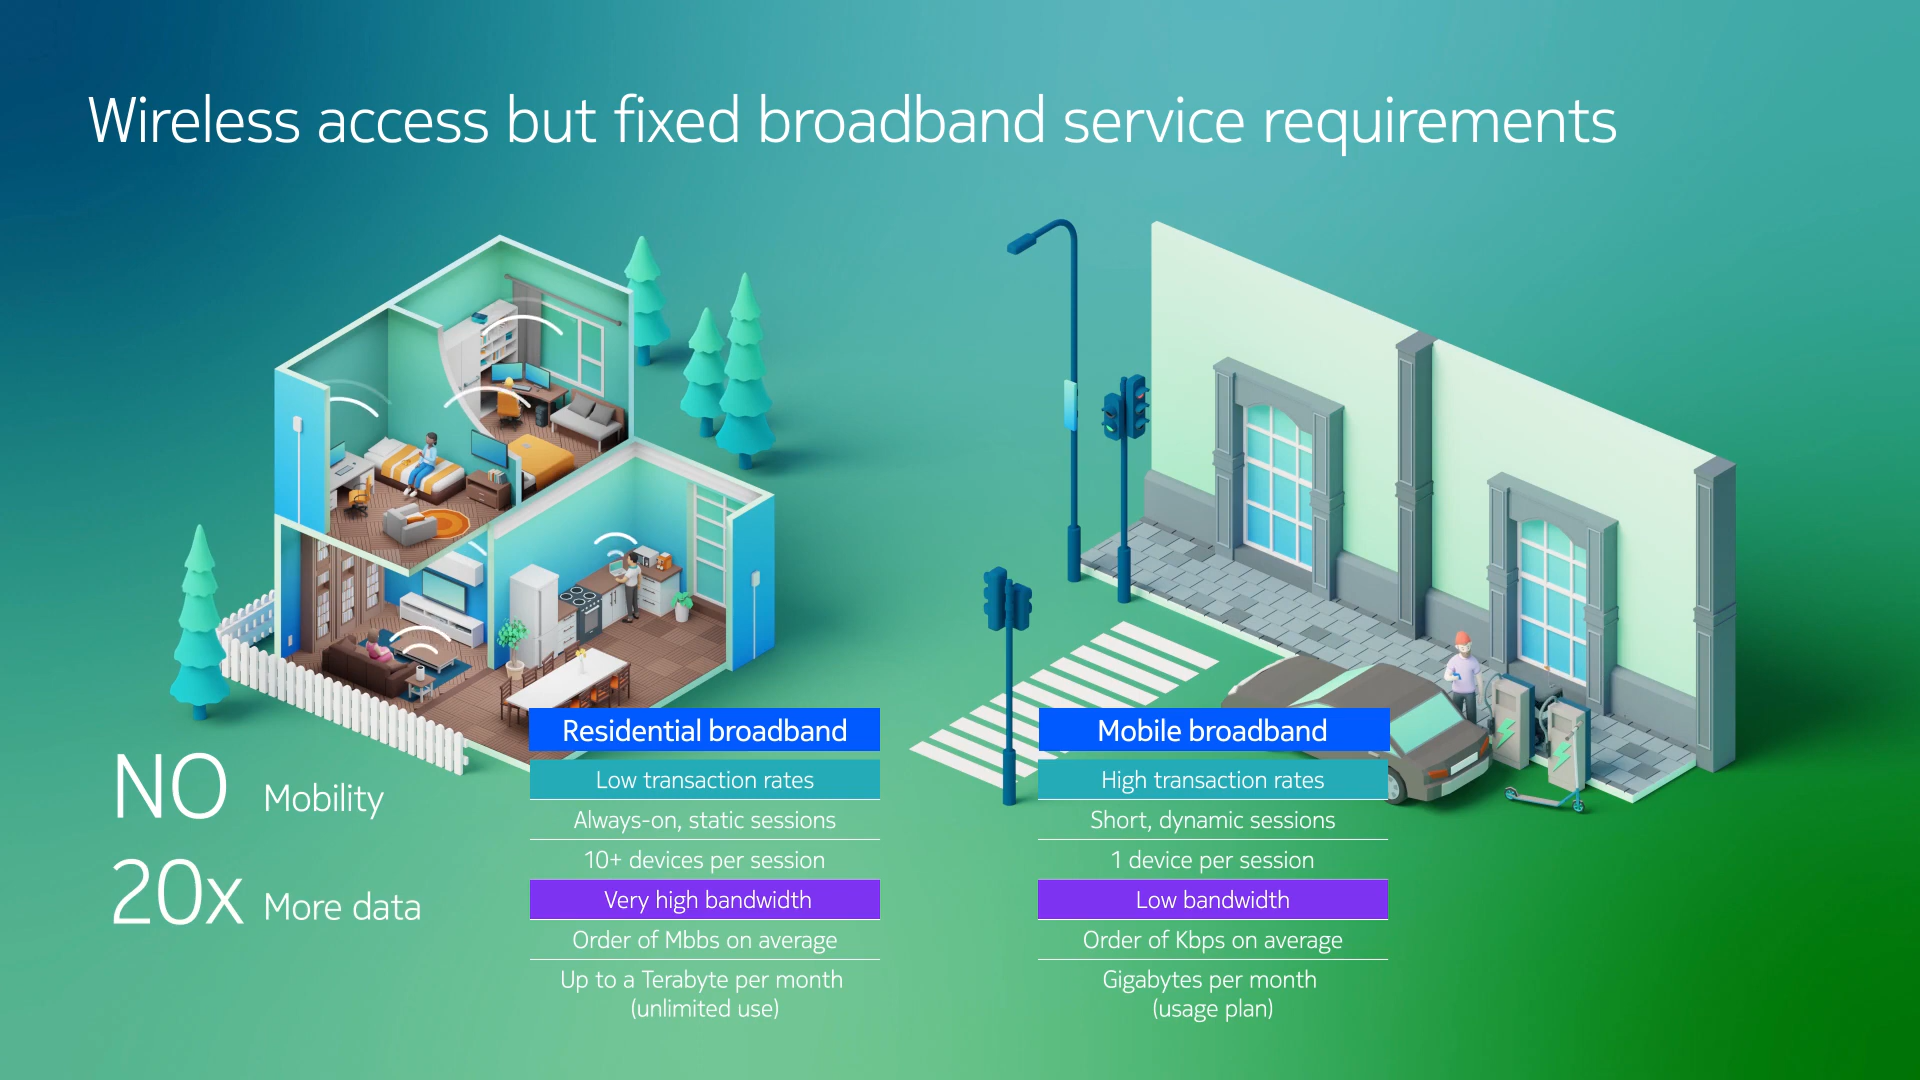 Wireless access but fixed broadband service requirements
NO Mobility
20x More data
Residential broadband
Low transaction rates
Always-on, static sessions
10+ devices per session
Very high bandwidth
Order of Mbbs on average
Up to a Terabyte per month
(unlimited use)
Mobile broadband
High transaction rates
Short, dynamic sessions
1 device per session
Low bandwidth
Order of Kbps on average
Gigabytes per month
(usage plan)